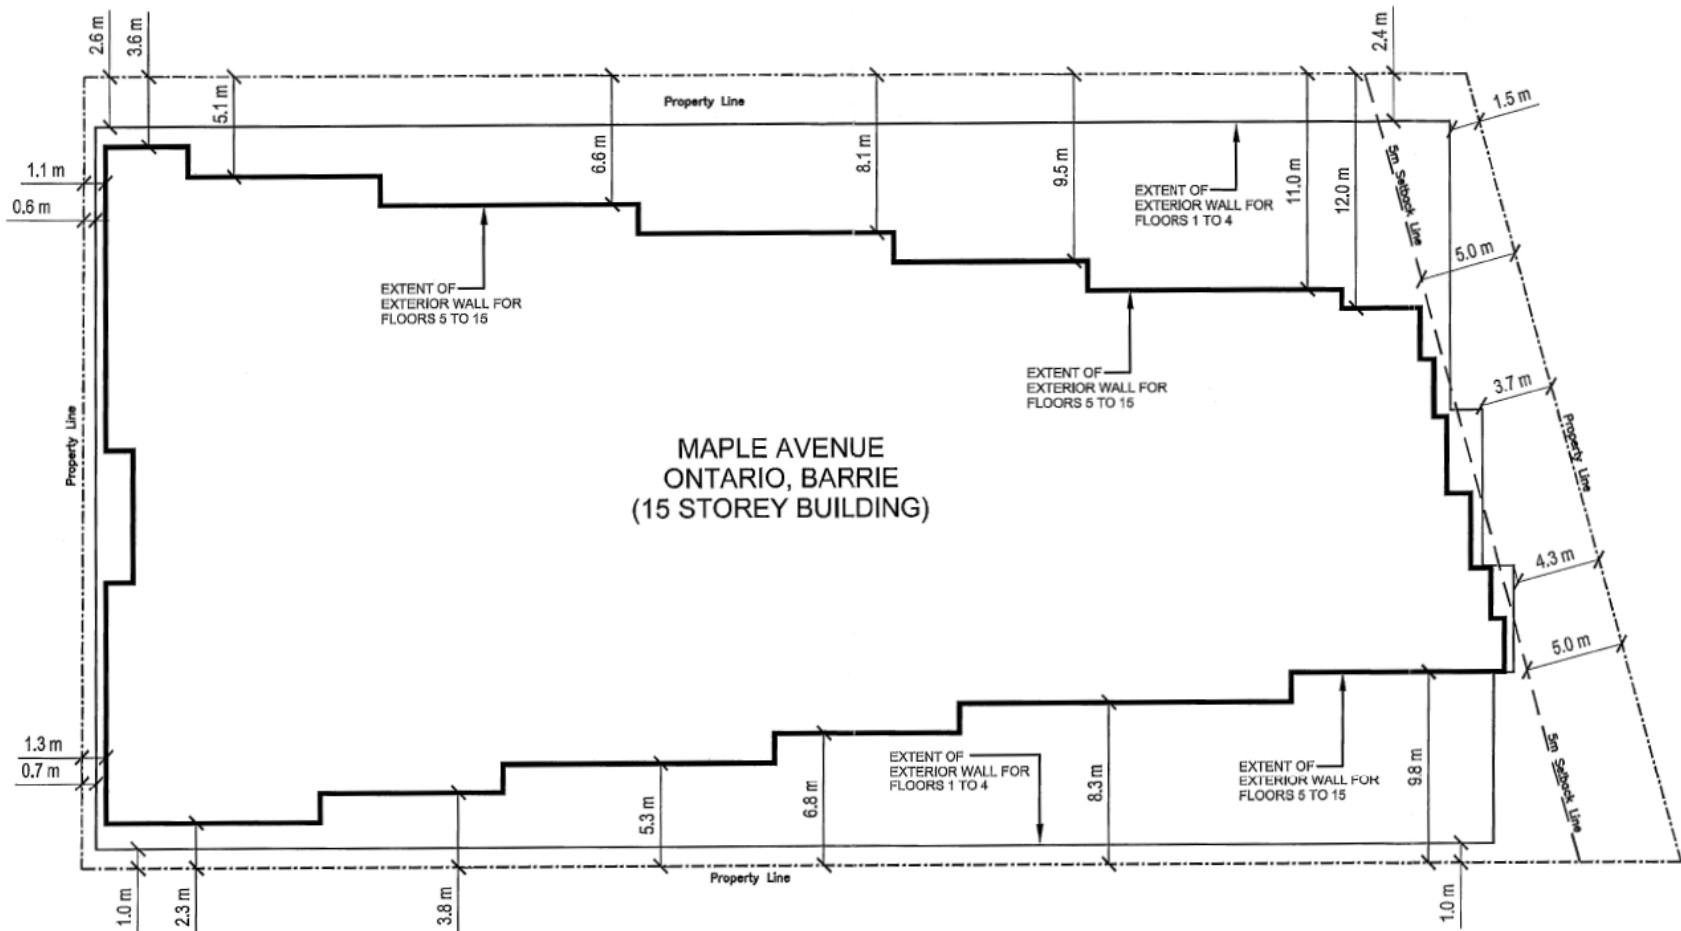 2.6 m
3.6 m
5.1 m
6.6 m
Property Line
8.1 m
9.5 m
11.0 m
12.0 m
2.4 m
1.5 m
1.1 m
0.6 m
EXTENT OF
EXTERIOR WALL FOR
FLOORS 1 TO 4
5m Setback Line
5.0 m
EXTENT OF
EXTERIOR WALL FOR
FLOORS 5 TO 15
EXTENT OF
EXTERIOR WALL FOR
FLOORS 5 TO 15
3.7 m
Property Line
Property Line
MAPLE AVENUE
ONTARIO, BARRIE
(15 STOREY BUILDING)
4.3 m
5.0 m
1.3 m
0.7 m
5.3 m
6.8 m
EXTENT OF
EXTERIOR WALL FOR
FLOORS 1 TO 4
8.3 m
EXTENT OF
EXTERIOR WALL FOR
FLOORS 5 TO 15
9.8 m
5m Setback Line
1.0 m
2.3 m
3.8 m
Property Line
1.0 m